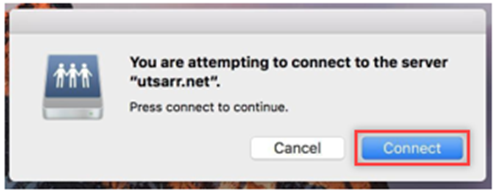 You are attempting to connect to the server
“utsarr.net”.
Press connect to continue.
Cancel
Connect